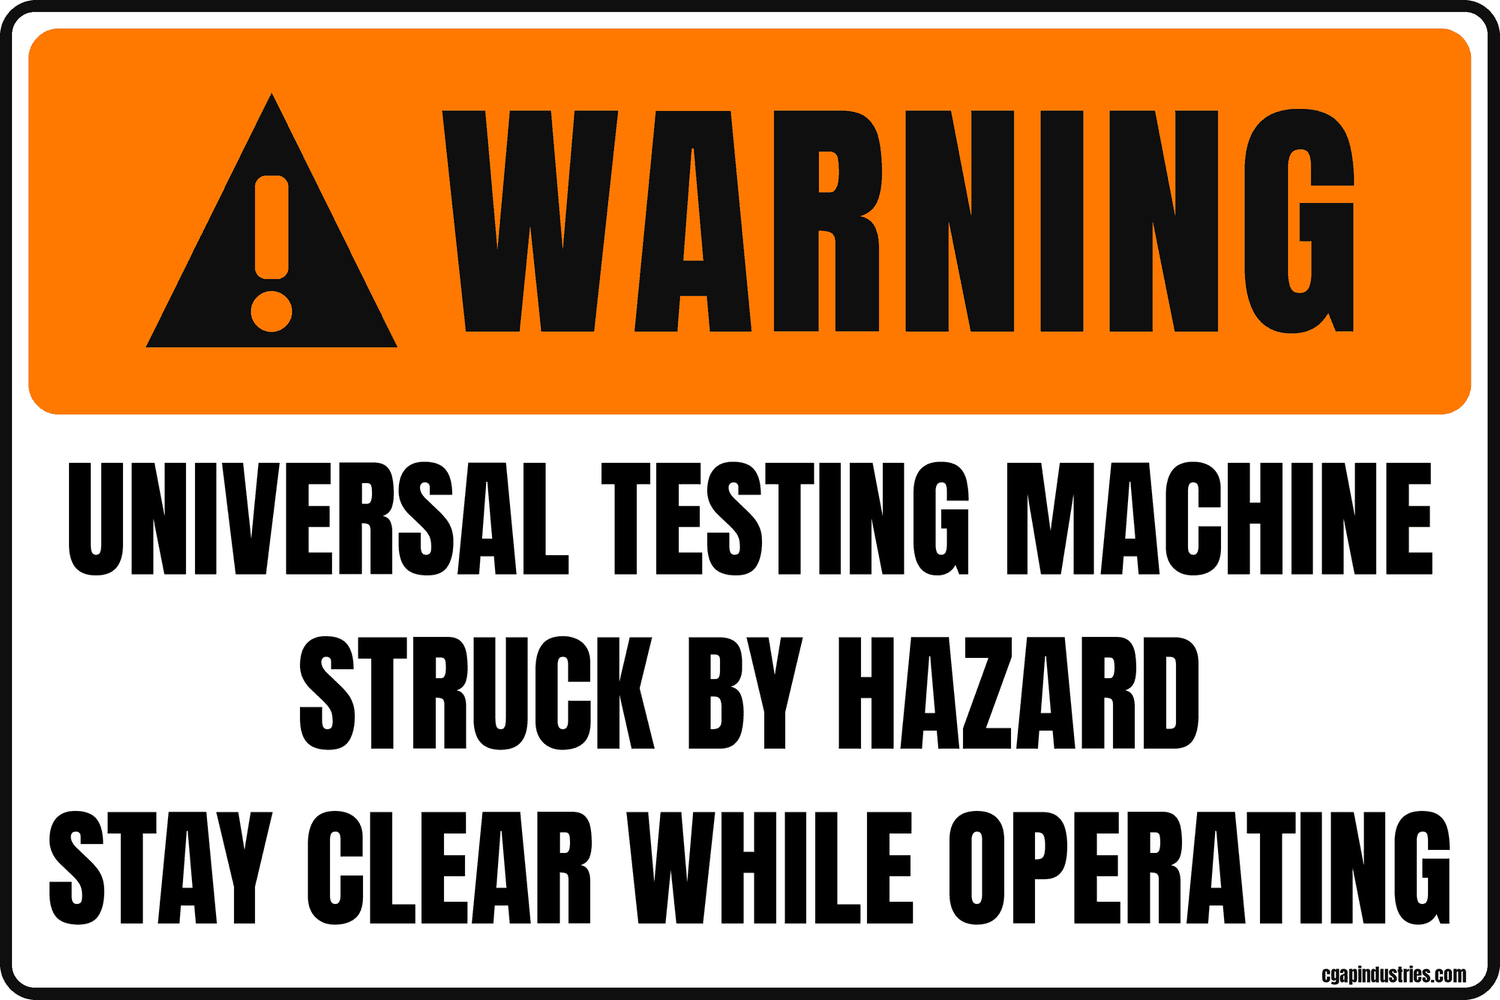 WARNING
UNIVERSAL TESTING MACHINE
STRUCK BY HAZARD
STAY CLEAR WHILE OPERATING
cgapindustries.com